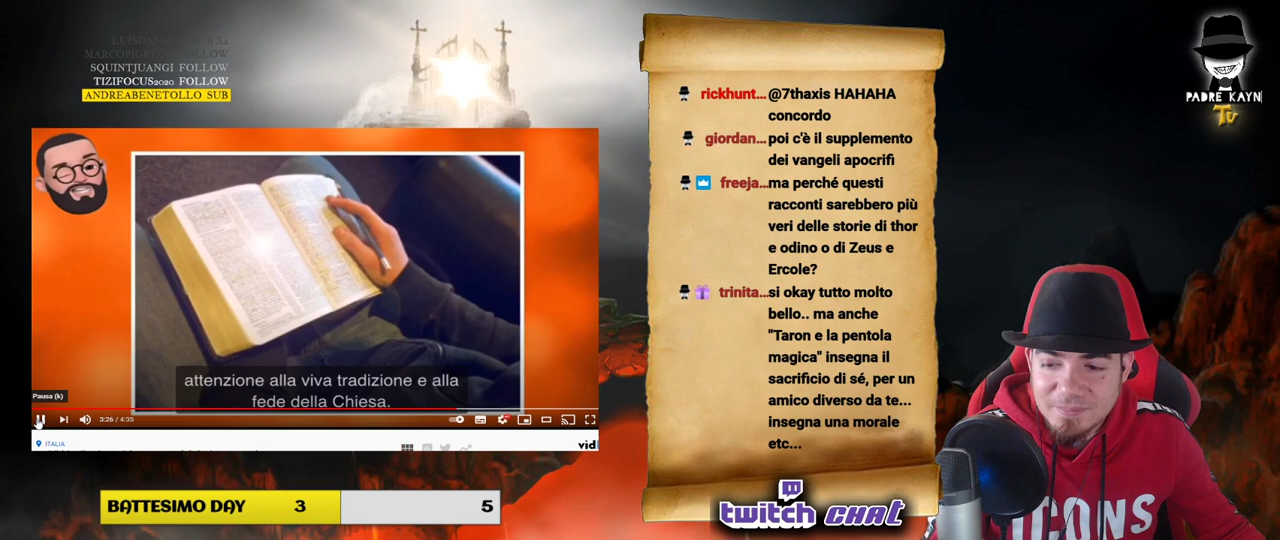 SQUINTJUANGI FOLLOW
TIZIFOCUS2020 FOLLOW
ANDREABENETOLLO SUB
attenzione alla viva tradizione e alla
fede della Chiesa.
Pausa (k)
3:26 / 4:35
ITALIA
vid
BATTESIMO DAY 3 5
rickhunt... @7thaxis HAHAHA
concordo
giordan... poi c'è il supplemento
dei vangeli apocrifi
freeja... ma perché questi
racconti sarebbero più
veri delle storie di thor
e odino o di Zeus e
Ercole?
trinita... si okay tutto molto
bello.. ma anche
"Taron e la pentola
magica" insegna il
sacrificio di sé, per un
amico diverso da te...
insegna una morale
etc...
twitch CHAT
PADRE KAYN
Tv
ICONS